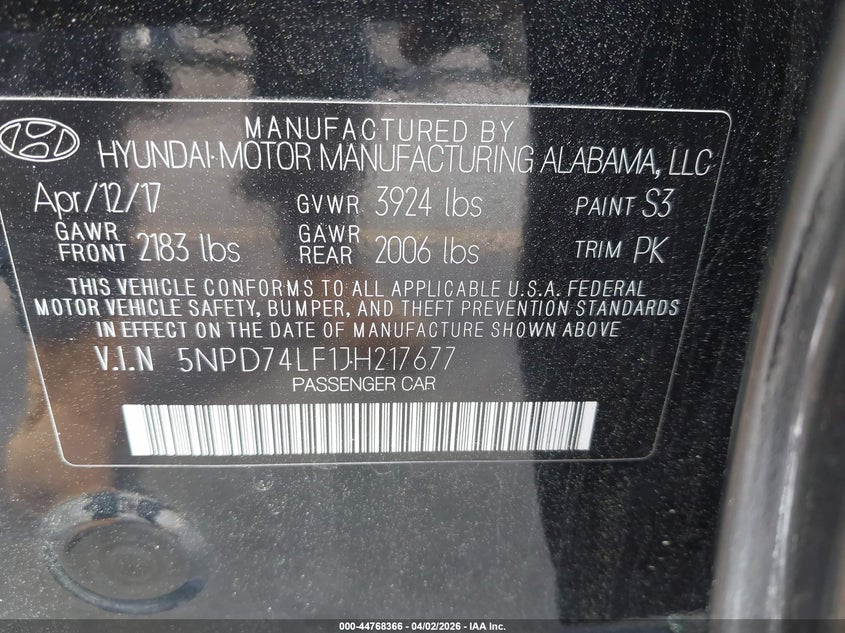 MANUFACTURED BY
HYUNDAI MOTOR MANUFACTURING ALABAMA, LLC
Apr/12/17 GVWR 3924 lbs PAINT S3
GAWR FRONT 2183 lbs GAWR REAR 2006 lbs TRIM PK
THIS VEHICLE CONFORMS TO ALL APPLICABLE U.S.A. FEDERAL
MOTOR VEHICLE SAFETY, BUMPER, AND THEFT PREVENTION STANDARDS
IN EFFECT ON THE DATE OF MANUFACTURE SHOWN ABOVE
V.I.N 5NPD74LF1JH217677
PASSENGER CAR
000-44768366 - 04/02/2026 - IAA Inc.